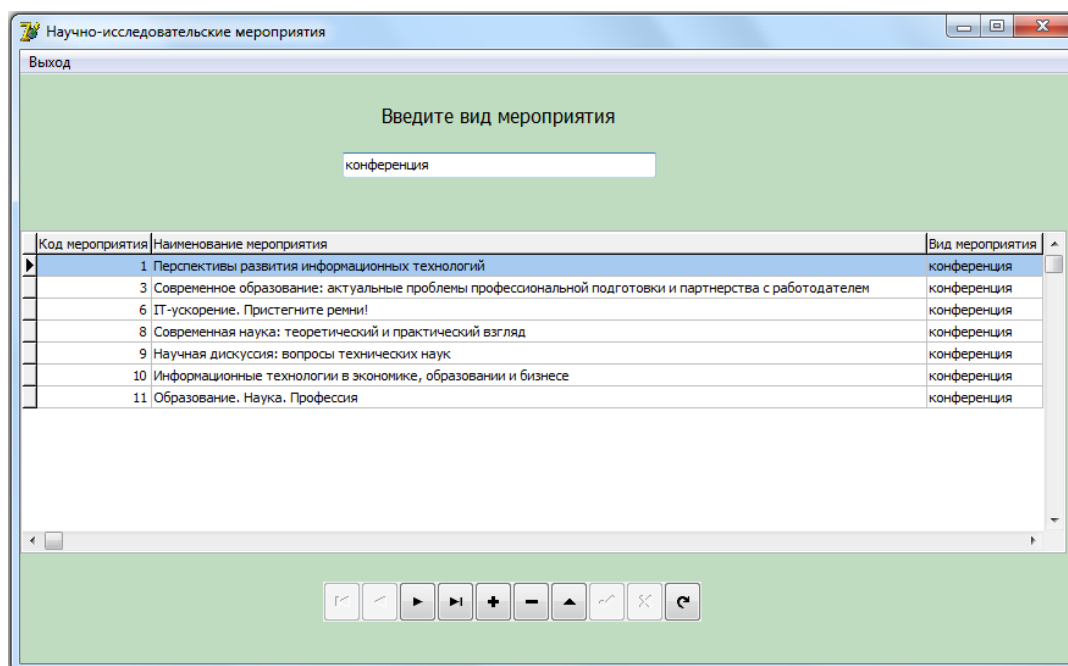 Научно-исследовательские мероприятия
Выход
Введите вид мероприятия
конференция
Код мероприятия Наименование мероприятия Вид мероприятия
1 Перспективы развития информационных технологий конференция
3 Современное образование: актуальные проблемы профессиональной подготовки и партнерства с работодателем конференция
6 IT-ускорение. Пристегните ремни! конференция
8 Современная наука: теоретический и практический взгляд конференция
9 Научная дискуссия: вопросы технических наук конференция
10 Информационные технологии в экономике, образовании и бизнесе конференция
11 Образование. Наука. Профессия конференция